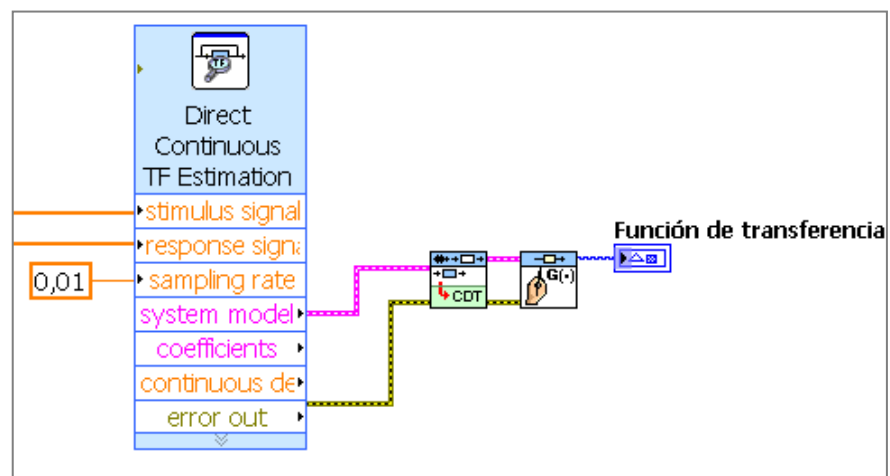 TF
Direct
Continuous
TF Estimation
stimulus signal
response signa
0,01
sampling rate
system model
coefficients
continuous de
error out
CDT
G(·)
Función de transferencia